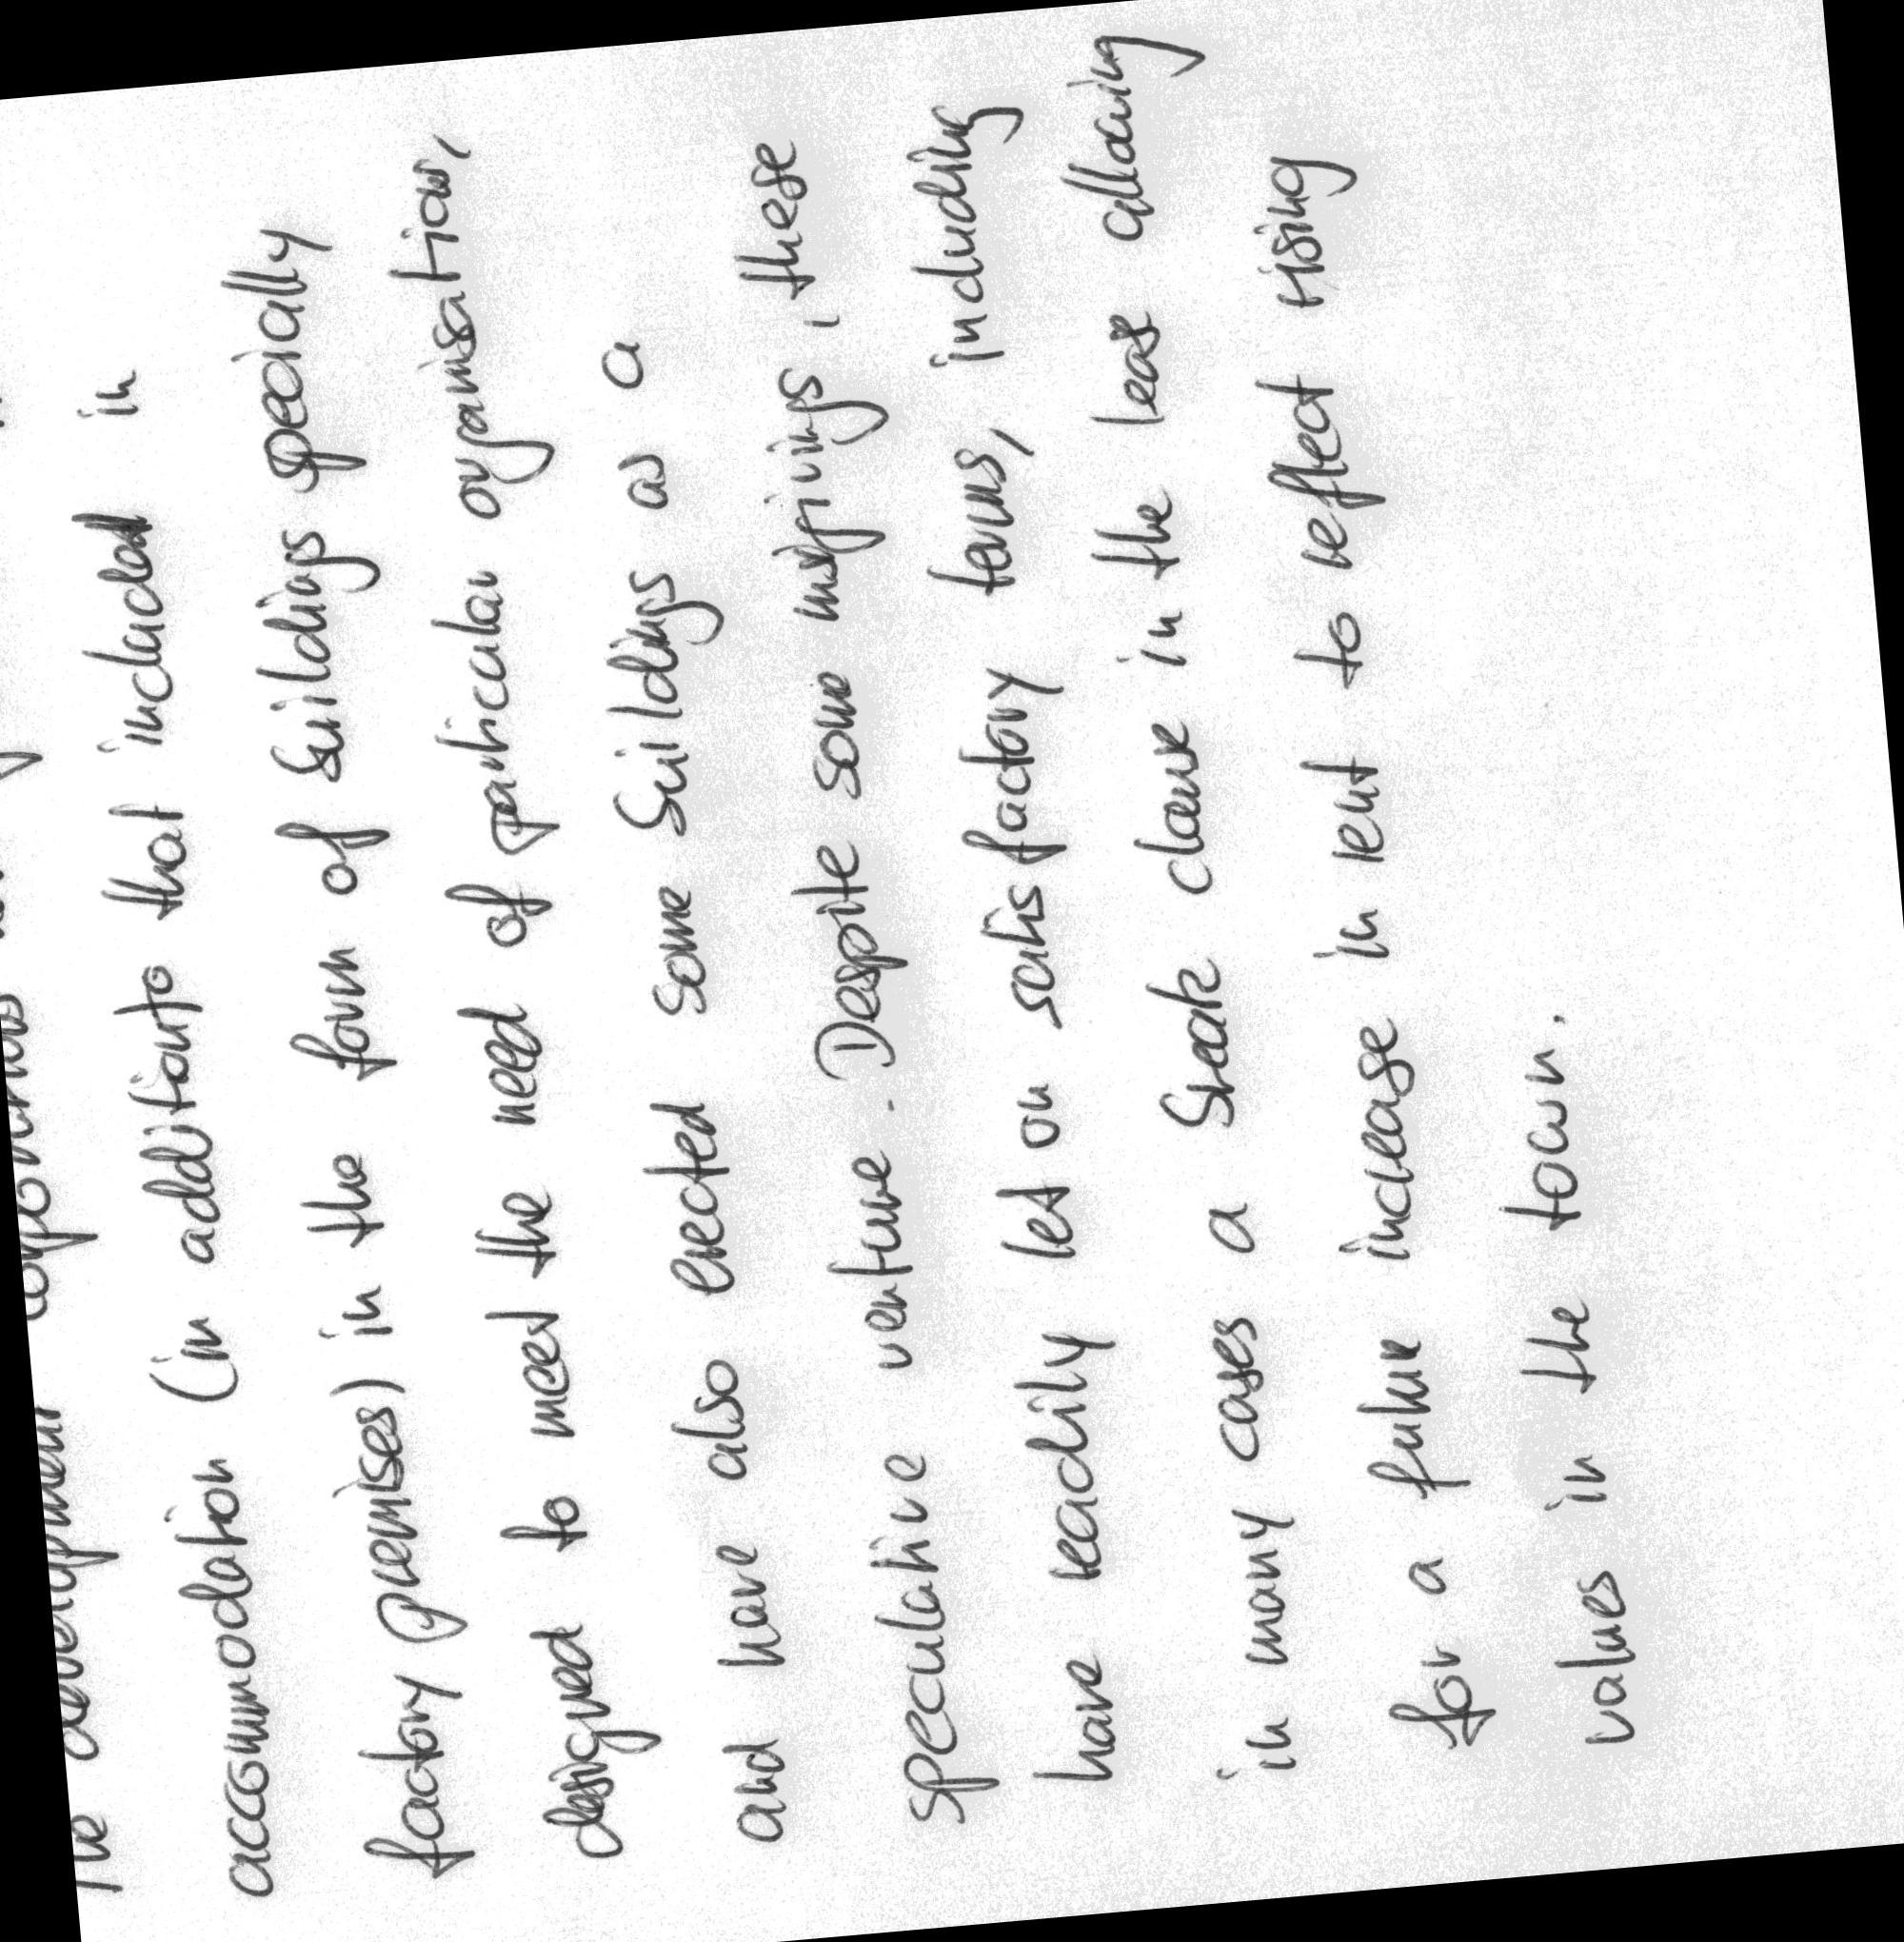 The development corporations
accommodation (in additionto that included in
factory premises) in the form of buildings specially
designed to meet the need of particular organisations,
and have also erected some buildings as a
speculative venture. Despite some misgivings, these
have readily let on satisfactory terms, including
in many cases a break clause in the lease allowing
for a future increase in rent to reflect rising
values in the town.